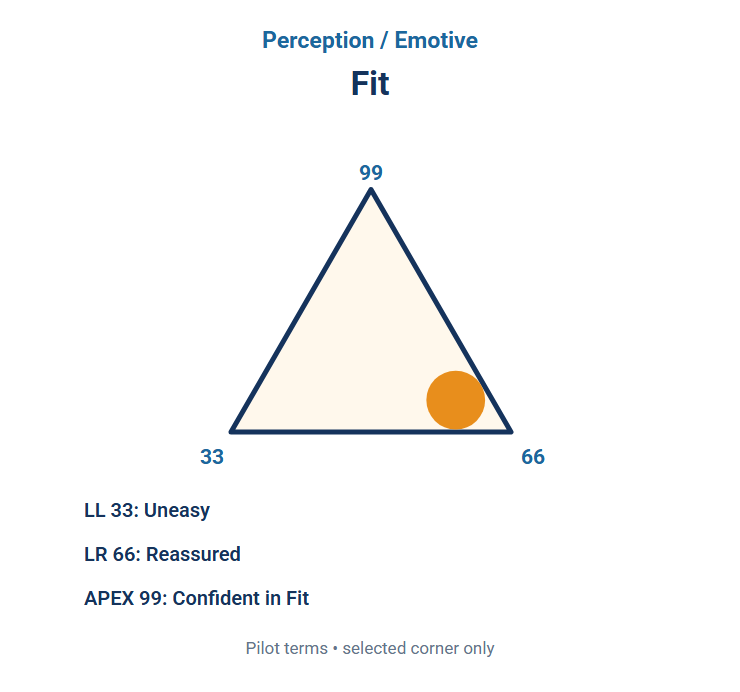 Perception / Emotive
Fit
99
33
66
LL 33: Uneasy
LR 66: Reassured
APEX 99: Confident in Fit
Pilot terms • selected corner only